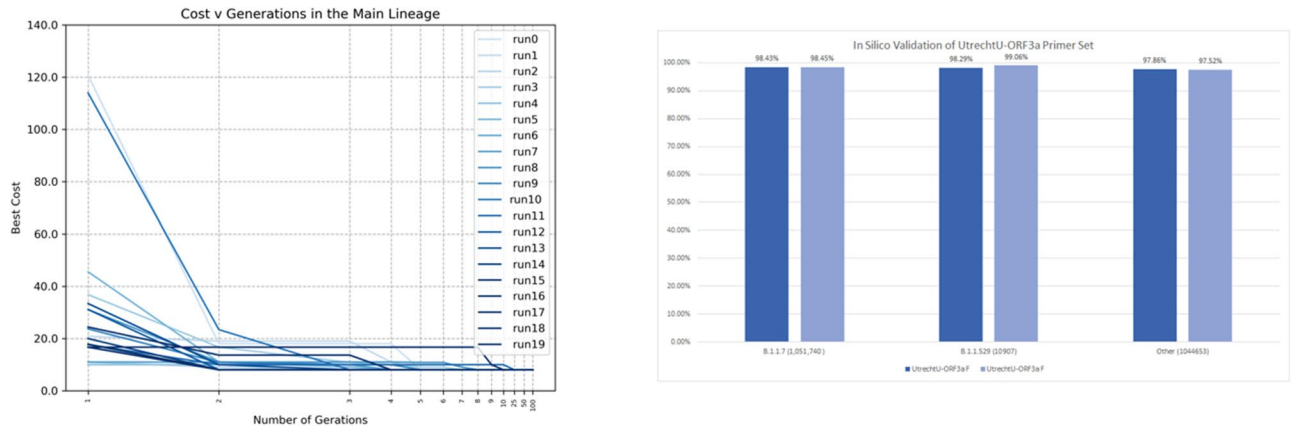 Cost v Generations in the Main Lineage
140.0
120.0
100.0
80.0
60.0
40.0
20.0
0.0
Best Cost
1
2
3
4
5
6
7
8
9
10
25
50
100
Number of Gerations
run0
run1
run2
run3
run4
run5
run6
run7
run8
run9
run10
run11
run12
run13
run14
run15
run16
run17
run18
run19
In Silico Validation of UtrechtU-ORF3a Primer Set
100.00%
90.00%
80.00%
70.00%
60.00%
50.00%
40.00%
30.00%
20.00%
10.00%
0.00%
98.43%
98.45%
98.29%
99.06%
97.86%
97.52%
B.1.1.7 (1,051,740 )
B.1.1.529 (10907)
Other (1044653)
UtrechtU-ORF3a F
UtrechtU-ORF3a F